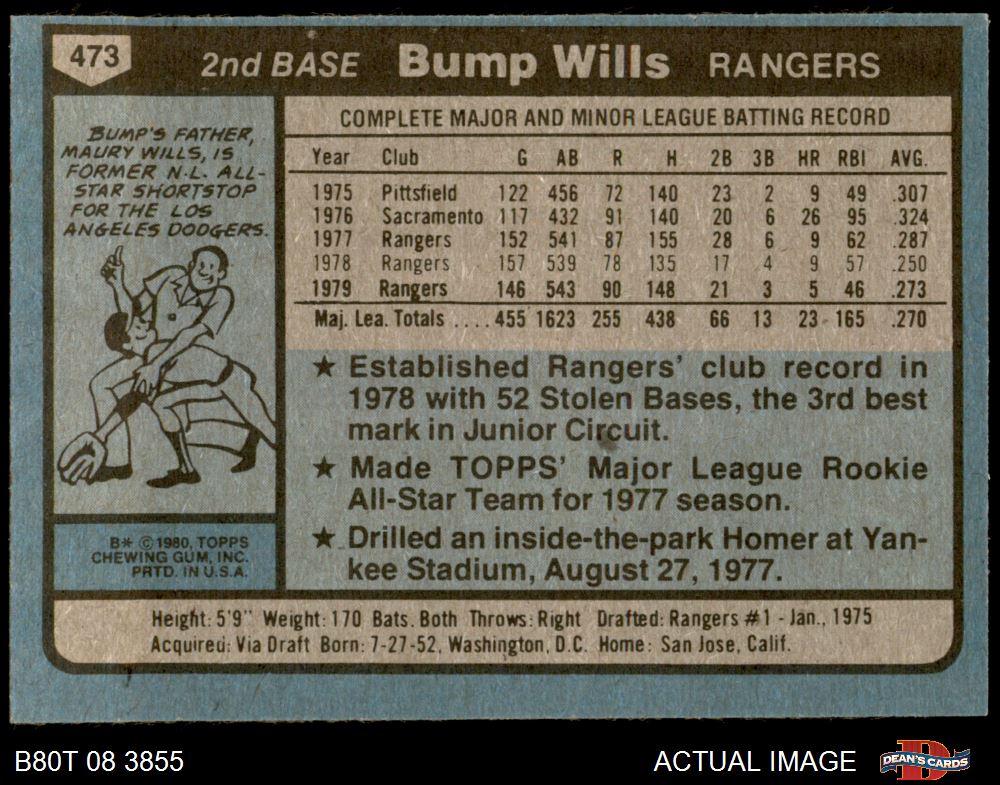 473
2nd BASE Bump Wills RANGERS
BUMP'S FATHER,
MAURY WILLS, IS
FORMER N.L. ALL-
STAR SHORTSTOP
FOR THE LOS
ANGELES DODGERS.
B* © 1980, TOPPS
CHEWING GUM, INC.
PRTD. IN U.S.A.
COMPLETE MAJOR AND MINOR LEAGUE BATTING RECORD
Year Club G AB R H 2B 3B HR RBI AVG.
1975 Pittsfield 122 456 72 140 23 2 9 49 .307
1976 Sacramento 117 432 91 140 20 6 26 95 .324
1977 Rangers 152 541 87 155 28 6 9 62 .287
1978 Rangers 157 539 78 135 17 4 9 57 .250
1979 Rangers 146 543 90 148 21 3 5 46 .273
Maj. Lea. Totals .... 455 1623 255 438 66 13 23 165 .270
★ Established Rangers' club record in
1978 with 52 Stolen Bases, the 3rd best
mark in Junior Circuit.
★ Made TOPPS' Major League Rookie
All-Star Team for 1977 season.
★ Drilled an inside-the-park Homer at Yan-
kee Stadium, August 27, 1977.
Height: 5'9" Weight: 170 Bats: Both Throws: Right Drafted: Rangers #1 - Jan., 1975
Acquired: Via Draft Born: 7-27-52, Washington, D.C. Home: San Jose, Calif.
B80T 08 3855
ACTUAL IMAGE
DEAN'S CARDS